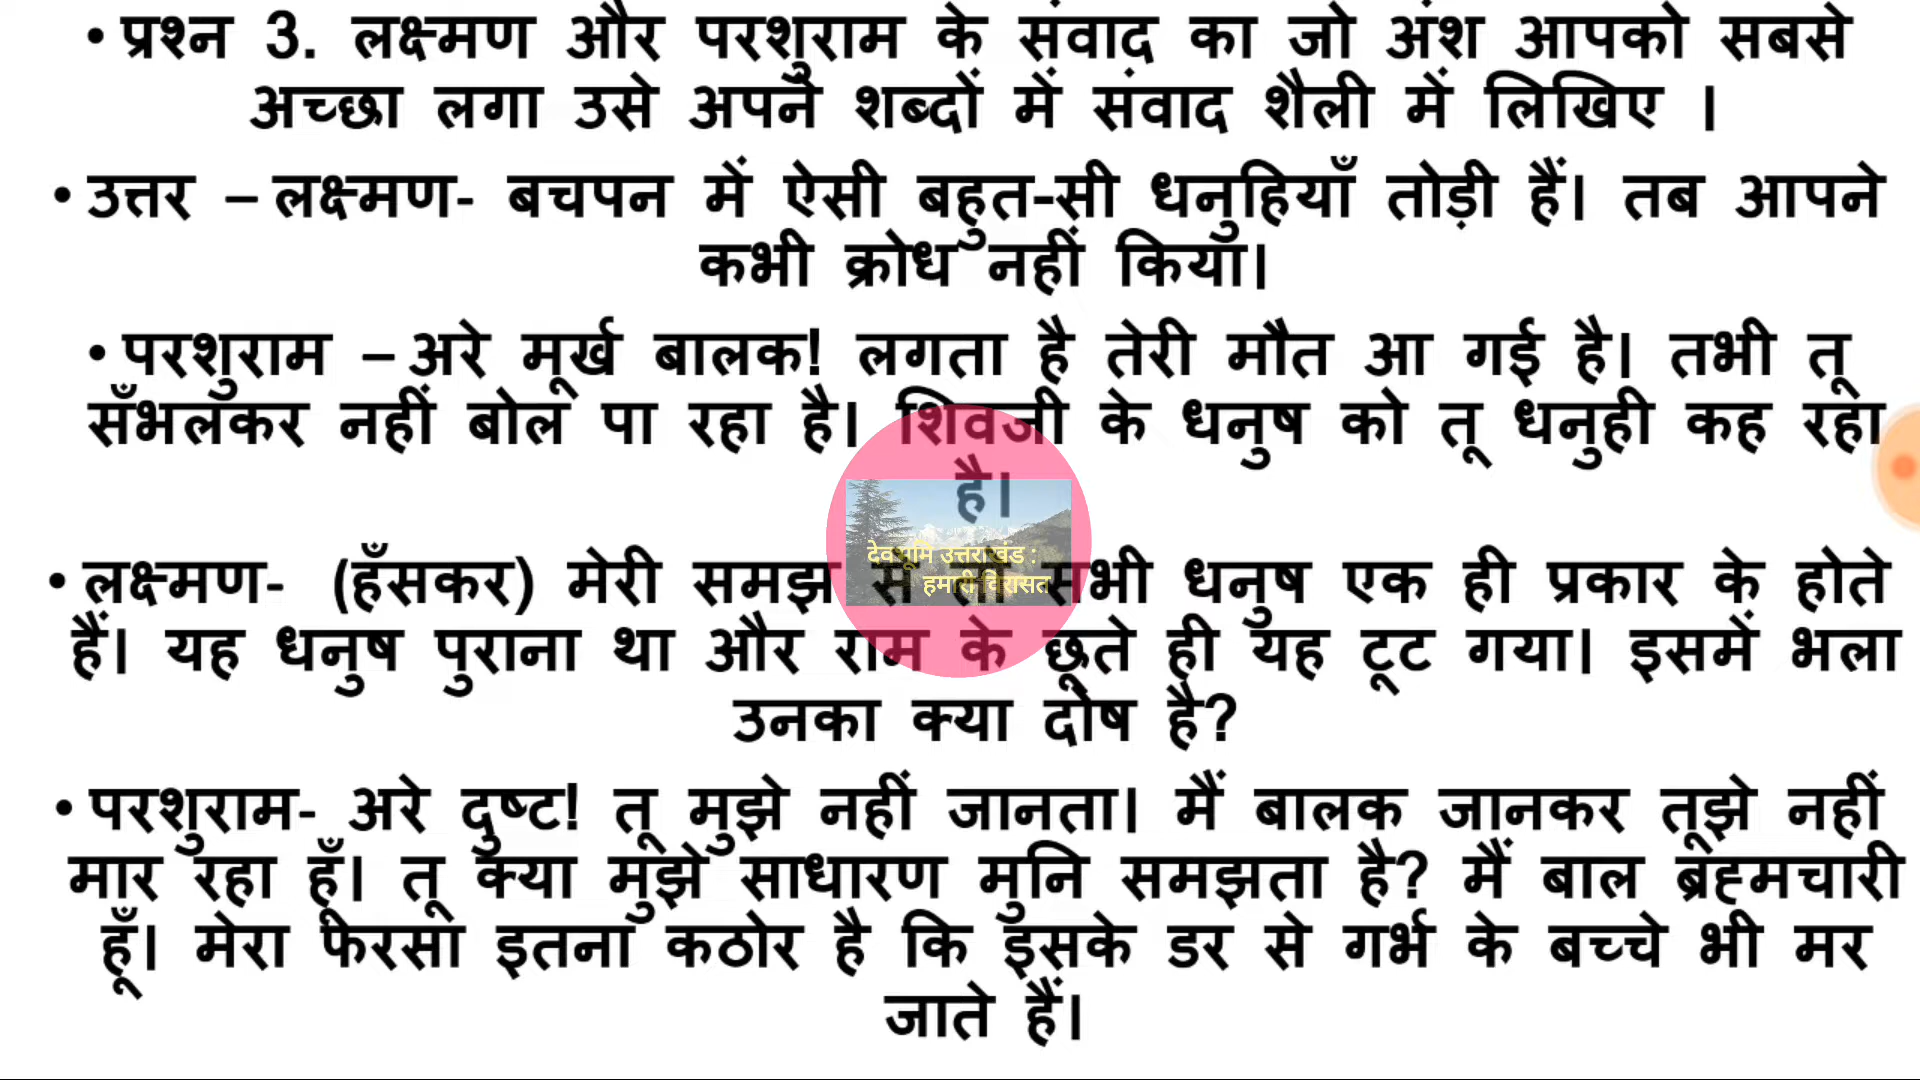 • प्रश्न 3. लक्ष्मण और परशुराम के संवाद का जो अंश आपको सबसे
अच्छा लगा उसे अपने शब्दों में संवाद शैली में लिखिए ।
• उत्तर – लक्ष्मण- बचपन में ऐसी बहुत-सी धनुहियाँ तोड़ी हैं। तब आपने
कभी क्रोध नहीं किया।
• परशुराम – अरे मूर्ख बालक! लगता है तेरी मौत आ गई है। तभी तू
सँभलकर नहीं बोल पा रहा है। शिवजी के धनुष को तू धनुही कह रहा
है।
देवभूमि उत्तराखंड :
हमारी विरासत
• लक्ष्मण- (हँसकर) मेरी समझ से तो सभी धनुष एक ही प्रकार के होते
हैं। यह धनुष पुराना था और राम के छूते ही यह टूट गया। इसमें भला
उनका क्या दोष है?
• परशुराम- अरे दुष्ट! तू मुझे नहीं जानता। मैं बालक जानकर तूझे नहीं
मार रहा हूँ। तू क्या मुझे साधारण मुनि समझता है? मैं बाल ब्रह्मचारी
हूँ। मेरा फेरसा इतना कठोर है कि इसके डर से गर्भ के बच्चे भी मर
जाते हैं।